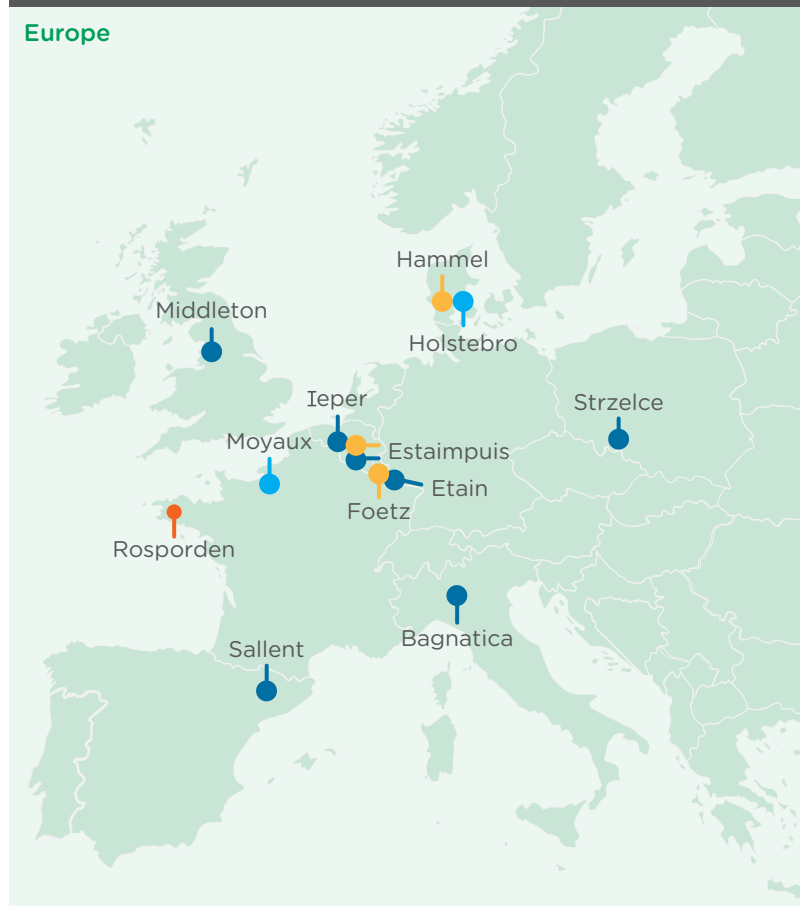 Europe
Hammel
Middleton
Holstebro
Ieper
Strzelce
Moyaux
Estaimpuis
Etain
Foetz
Rosporden
Bagnatica
Sallent